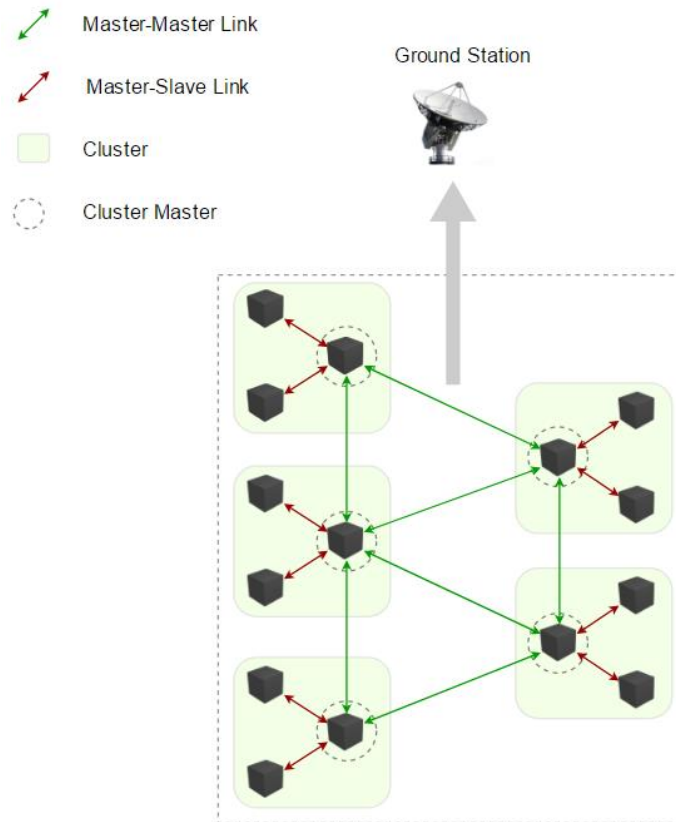 Master-Master Link
Ground Station
Master-Slave Link
Cluster
Cluster Master